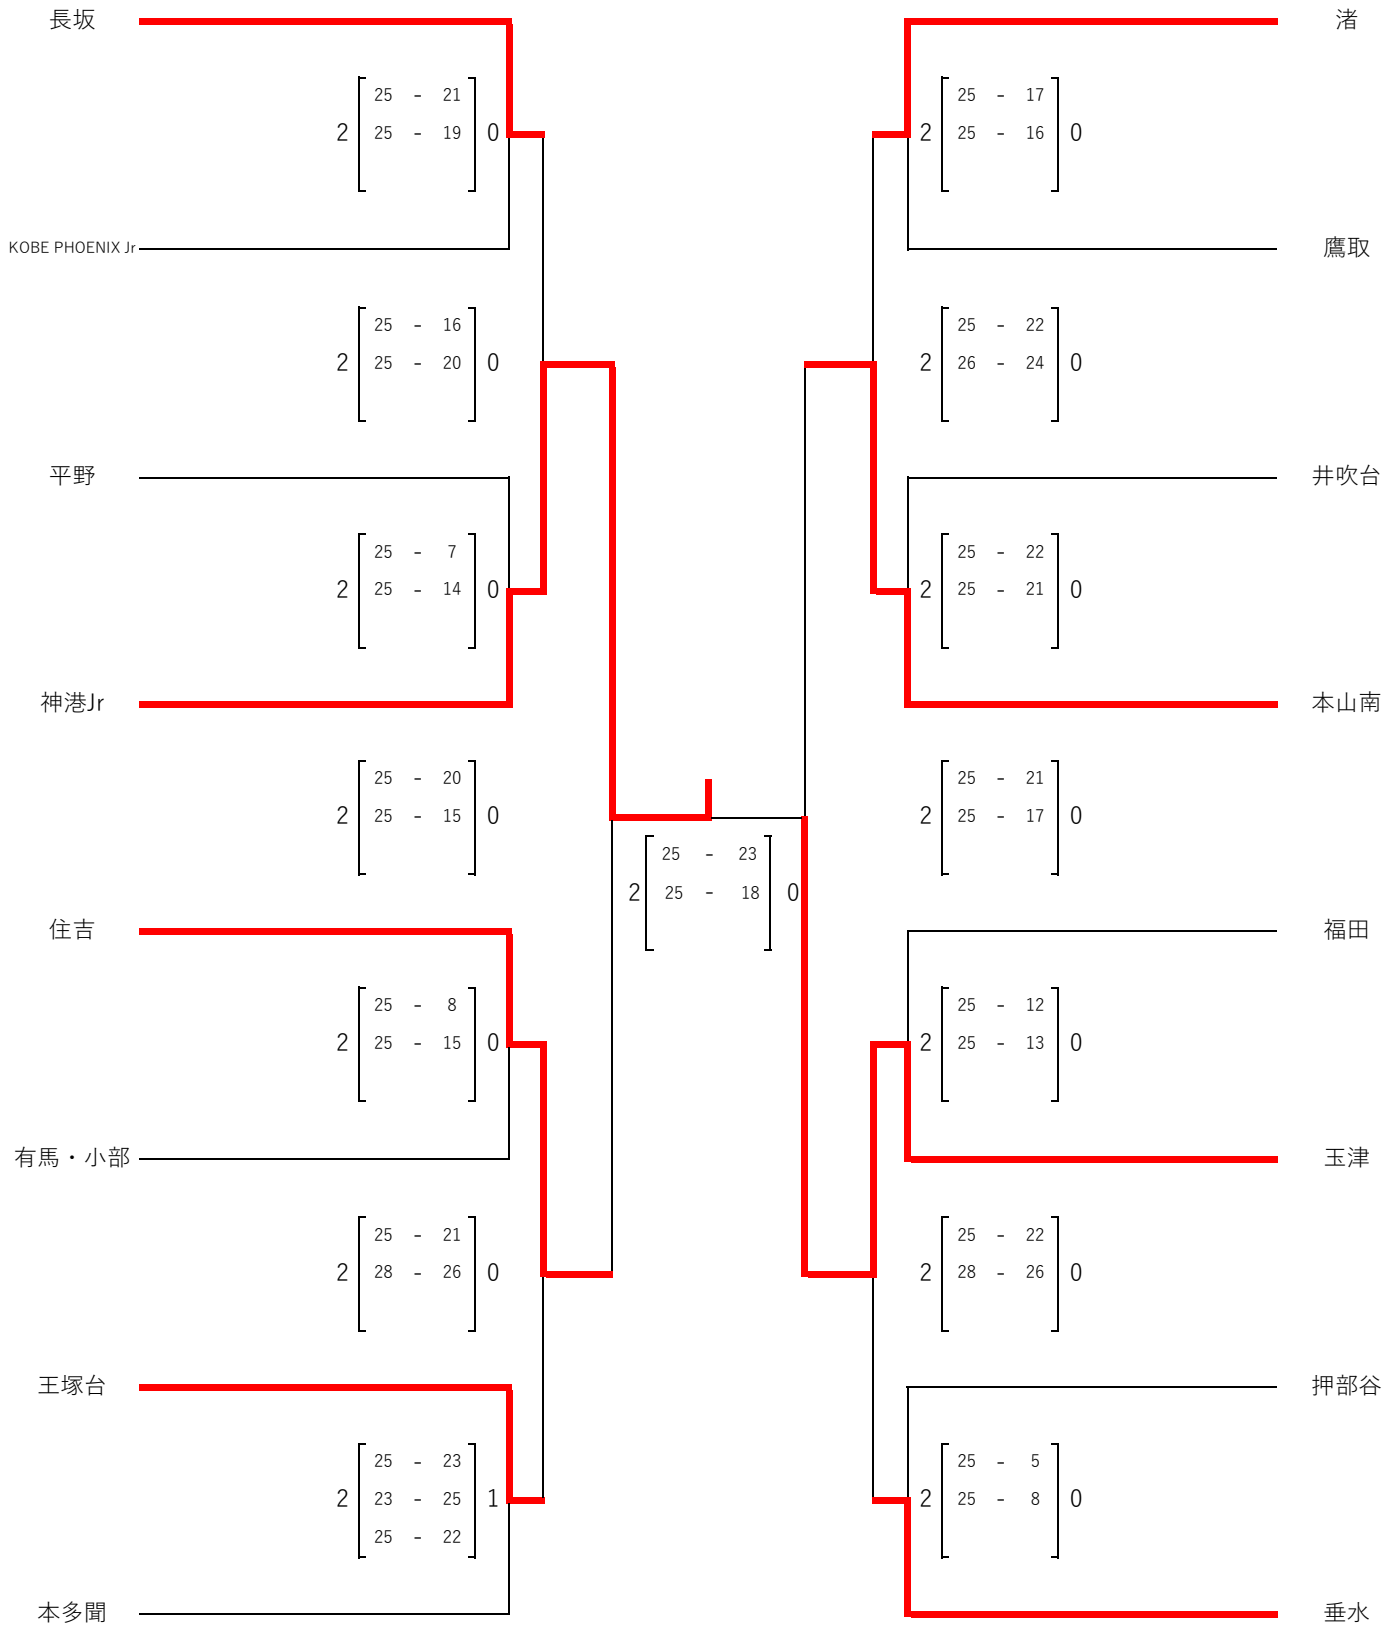 長坂
渚
25 - 21
25 - 17
2 25 - 19 0
2 25 - 16 0
KOBE PHOENIX Jr
鷹取
25 - 16
25 - 22
2 25 - 20 0
2 26 - 24 0
平野
井吹台
25 - 7
25 - 22
2 25 - 14 0
2 25 - 21 0
神港Jr
本山南
25 - 20
25 - 21
2 25 - 15 0
2 25 - 17 0
25 - 23
2 25 - 18 0
住吉
福田
25 - 8
25 - 12
2 25 - 15 0
2 25 - 13 0
有馬・小部
玉津
25 - 21
25 - 22
2 28 - 26 0
2 28 - 26 0
王塚台
押部谷
25 - 23
25 - 5
2 23 - 25 1
2 25 - 8 0
25 - 22
本多聞
垂水